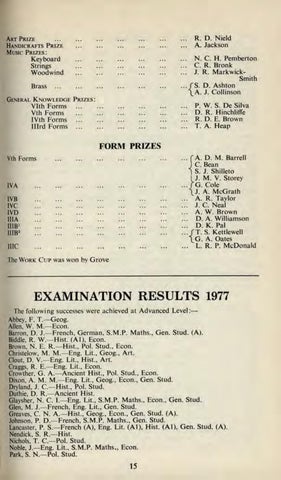 ART PRIZE ... R. D. Nield
HANDICRAFTS PRIZE ... A. Jackson
MUSIC PRIZES:
Keyboard ... N. C. H. Pemberton
Strings ... C. R. Bronk
Woodwind ... J. R. Markwick-
Smith
Brass ... { S. D. Ashton
A. J. Collinson
GENERAL KNOWLEDGE PRIZES:
VIth Forms ... P. W. S. De Silva
Vth Forms ... D. R. Hinchliffe
IVth Forms ... R. D. E. Brown
IIIrd Forms ... T. A. Heap
FORM PRIZES
Vth Forms ... { A. D. M. Barrell
C. Bean
S. J. Shilleto
J. M. V. Storey
IVA ... { G. Cole
J. A. McGrath
IVB ... A. R. Taylor
IVC ... J. C. Neal
IVD ... A. W. Brown
IIIA ... D. A. Williamson
IIIB¹ ... D. K. Pal
IIIB² ... { T. S. Kettlewell
G. A. Oates
IIIC ... L. R. P. McDonald
The WORK CUP was won by Grove
EXAMINATION RESULTS 1977
The following successes were achieved at Advanced Level:—
Abbey, F. T.—Geog.
Allen, W. M.—Econ.
Barron, D. J.—French, German, S.M.P. Maths., Gen. Stud. (A).
Biddle, R. W.—Hist. (A1), Econ.
Brown, N. E. R.—Hist., Pol. Stud., Econ.
Christelow, M. M.—Eng. Lit., Geog., Art.
Clout, D. V.—Eng. Lit., Hist., Art.
Craggs, R. E.—Eng. Lit., Econ.
Crowther, G. A.—Ancient Hist., Pol. Stud., Econ.
Dixon, A. M. M.—Eng. Lit., Geog., Econ., Gen. Stud.
Dryland, J. C.—Hist., Pol. Stud.
Duthie, D. R.—Ancient Hist.
Glaysher, N. C. I.—Eng. Lit., S.M.P. Maths., Econ., Gen. Stud.
Glen, M. J.—French, Eng. Lit., Gen. Stud.
Greaves, C. N. A.—Hist., Geog., Econ., Gen. Stud. (A).
Johnson, P. D.—French, S.M.P. Maths., Gen. Stud.
Lancaster, P. S.—French (A), Eng. Lit. (A1), Hist. (A1), Gen. Stud. (A).
Nendick, S. R.—Hist.
Nichols, T. C.—Pol. Stud.
Noble, J.—Eng. Lit., S.M.P. Maths., Econ.
Park, S. N.—Pol. Stud.
15